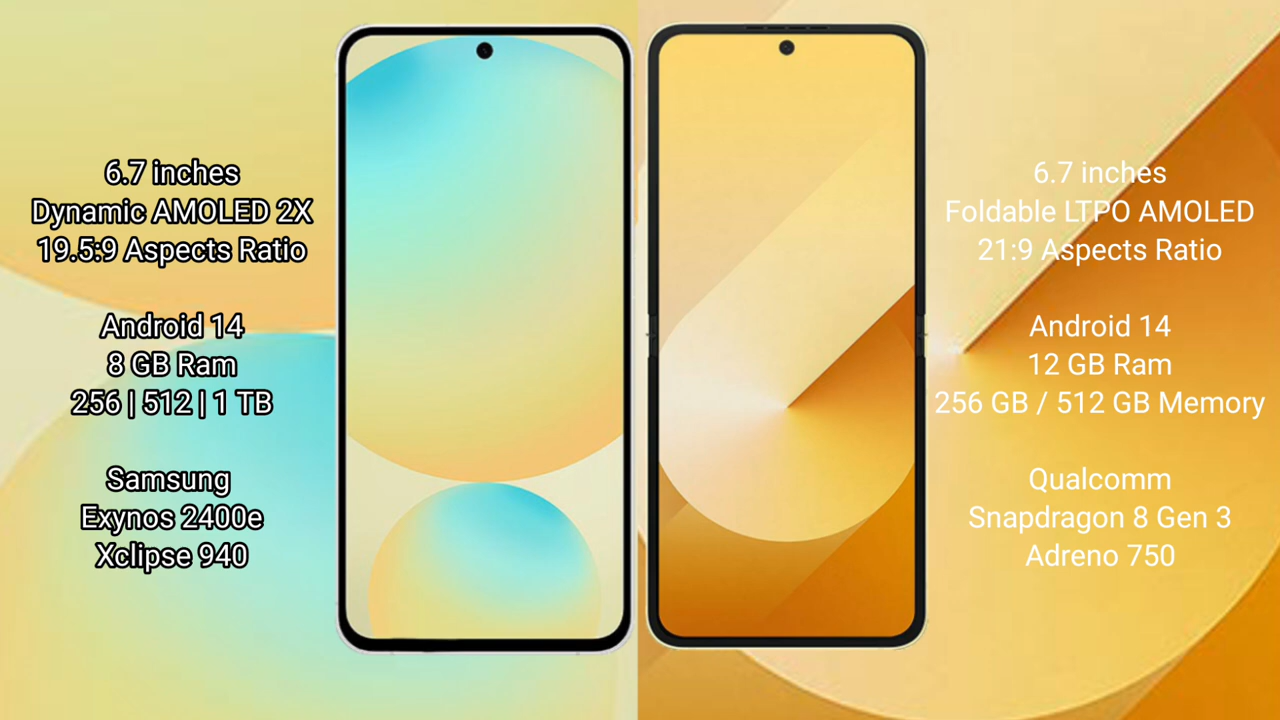 6.7 inches
Dynamic AMOLED 2X
19.5:9 Aspects Ratio
Android 14
8 GB Ram
256 | 512 | 1 TB
Samsung
Exynos 2400e
Xclipse 940
6.7 inches
Foldable LTPO AMOLED
21:9 Aspects Ratio
Android 14
12 GB Ram
256 GB / 512 GB Memory
Qualcomm
Snapdragon 8 Gen 3
Adreno 750